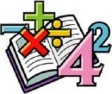 +
- × ÷
4²